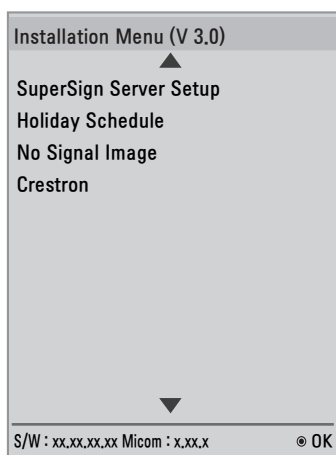 Installation Menu (V 3.0)
SuperSign Server Setup
Holiday Schedule
No Signal Image
Crestron
S/W : xx.xx.xx.xx Micom : x.xx.x ◉ OK